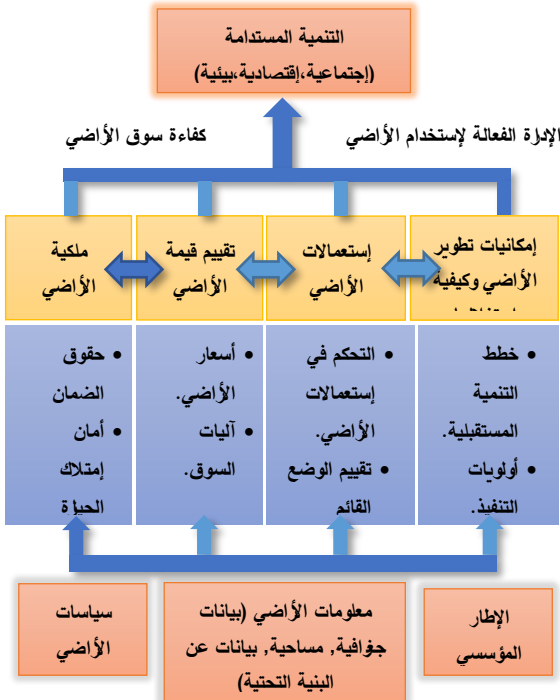 التنمية المستدامة
(إجتماعية،إقتصادية،بيئية)
الإدارة الفعالة لإستخدام الأراضي
كفاءة سوق الأراضي
إمكانيات تطوير
الأراضي وكيفية
إستعمالات
الأراضي
تقييم قيمة
الأراضي
ملكية
الأراضي
• خطط
التنمية
المستقبلية.
• أولويات
التنفيذ.
• التحكم في
إستعمالات
الأراضي.
• تقييم الوضع
القائم
• أسعار
الأراضي.
• آليات
السوق.
• حقوق
الضمان
• أمان
إمتلاك
الحيازة
الإطار
المؤسسي
معلومات الأراضي (بيانات
جغرافية, مساحية, بيانات عن
البنية التحتية)
سياسات
الأراضي